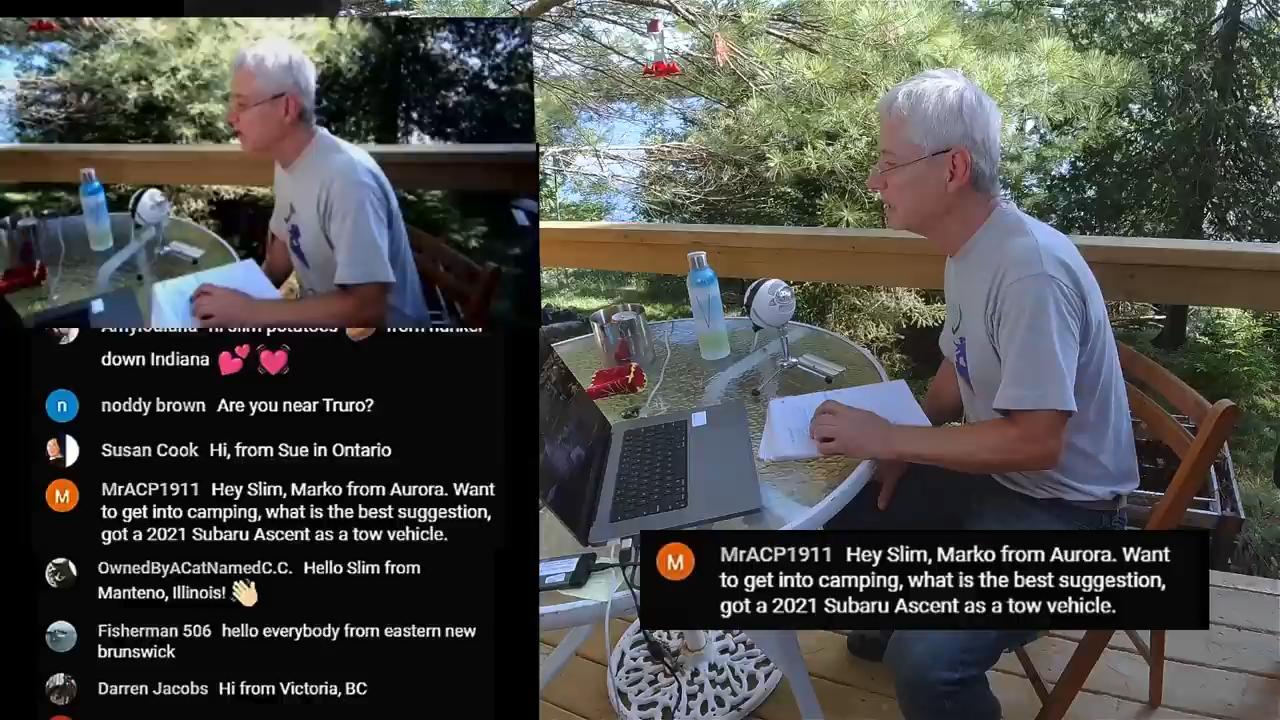 down Indiana 💕 💓
noddy brown Are you near Truro?
Susan Cook Hi, from Sue in Ontario
M MrACP1911 Hey Slim, Marko from Aurora. Want
to get into camping, what is the best suggestion,
got a 2021 Subaru Ascent as a tow vehicle.
OwnedByACatNamedC.C. Hello Slim from
Manteno, Illinois! 👋🏻
Fisherman 506 hello everybody from eastern new
brunswick
Darren Jacobs Hi from Victoria, BC
M MrACP1911 Hey Slim, Marko from Aurora. Want
to get into camping, what is the best suggestion,
got a 2021 Subaru Ascent as a tow vehicle.